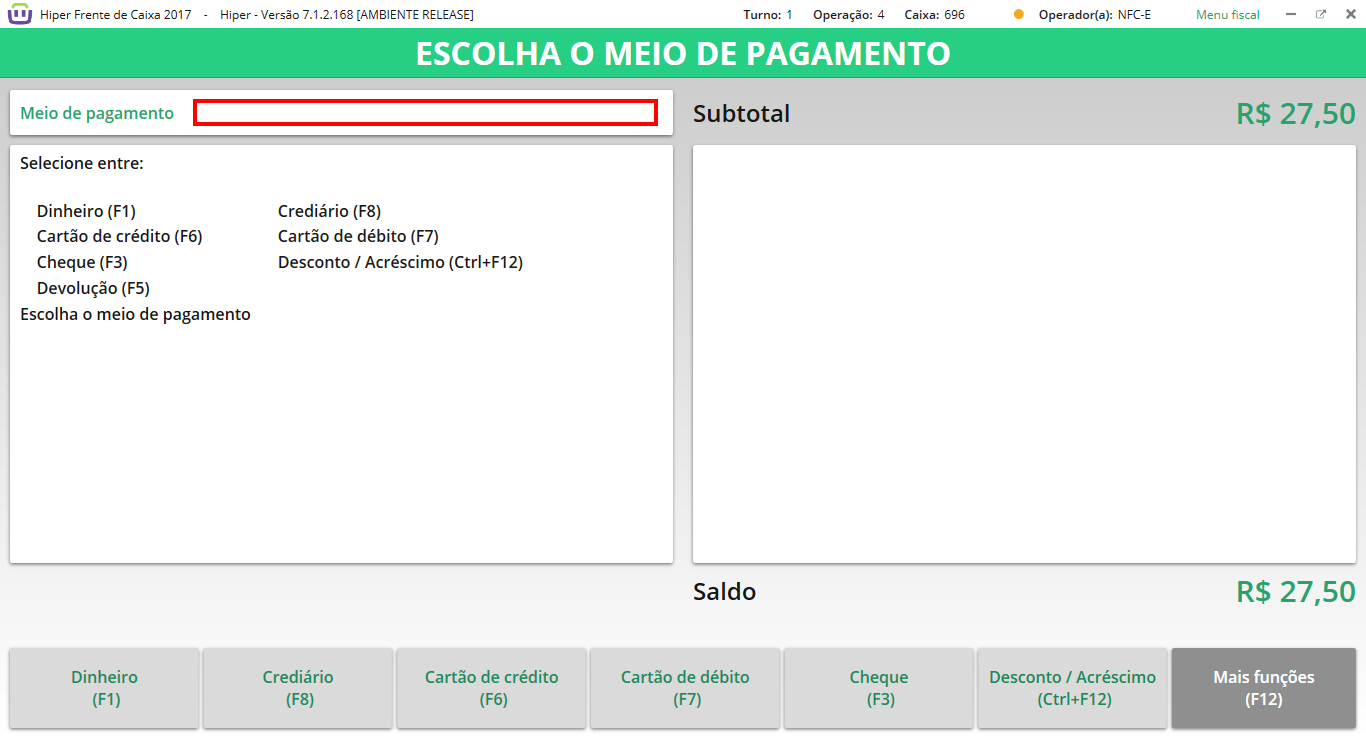 Hiper Frente de Caixa 2017 - Hiper - Versão 7.1.2.168 [AMBIENTE RELEASE] Turno: 1 Operação: 4 Caixa: 696 Operador(a): NFC-E Menu fiscal
ESCOLHA O MEIO DE PAGAMENTO
Meio de pagamento
Subtotal R$ 27,50
Selecione entre:
Dinheiro (F1) Crediário (F8)
Cartão de crédito (F6) Cartão de débito (F7)
Cheque (F3) Desconto / Acréscimo (Ctrl+F12)
Devolução (F5)
Escolha o meio de pagamento
Saldo R$ 27,50
Dinheiro
(F1)
Crediário
(F8)
Cartão de crédito
(F6)
Cartão de débito
(F7)
Cheque
(F3)
Desconto / Acréscimo
(Ctrl+F12)
Mais funções
(F12)